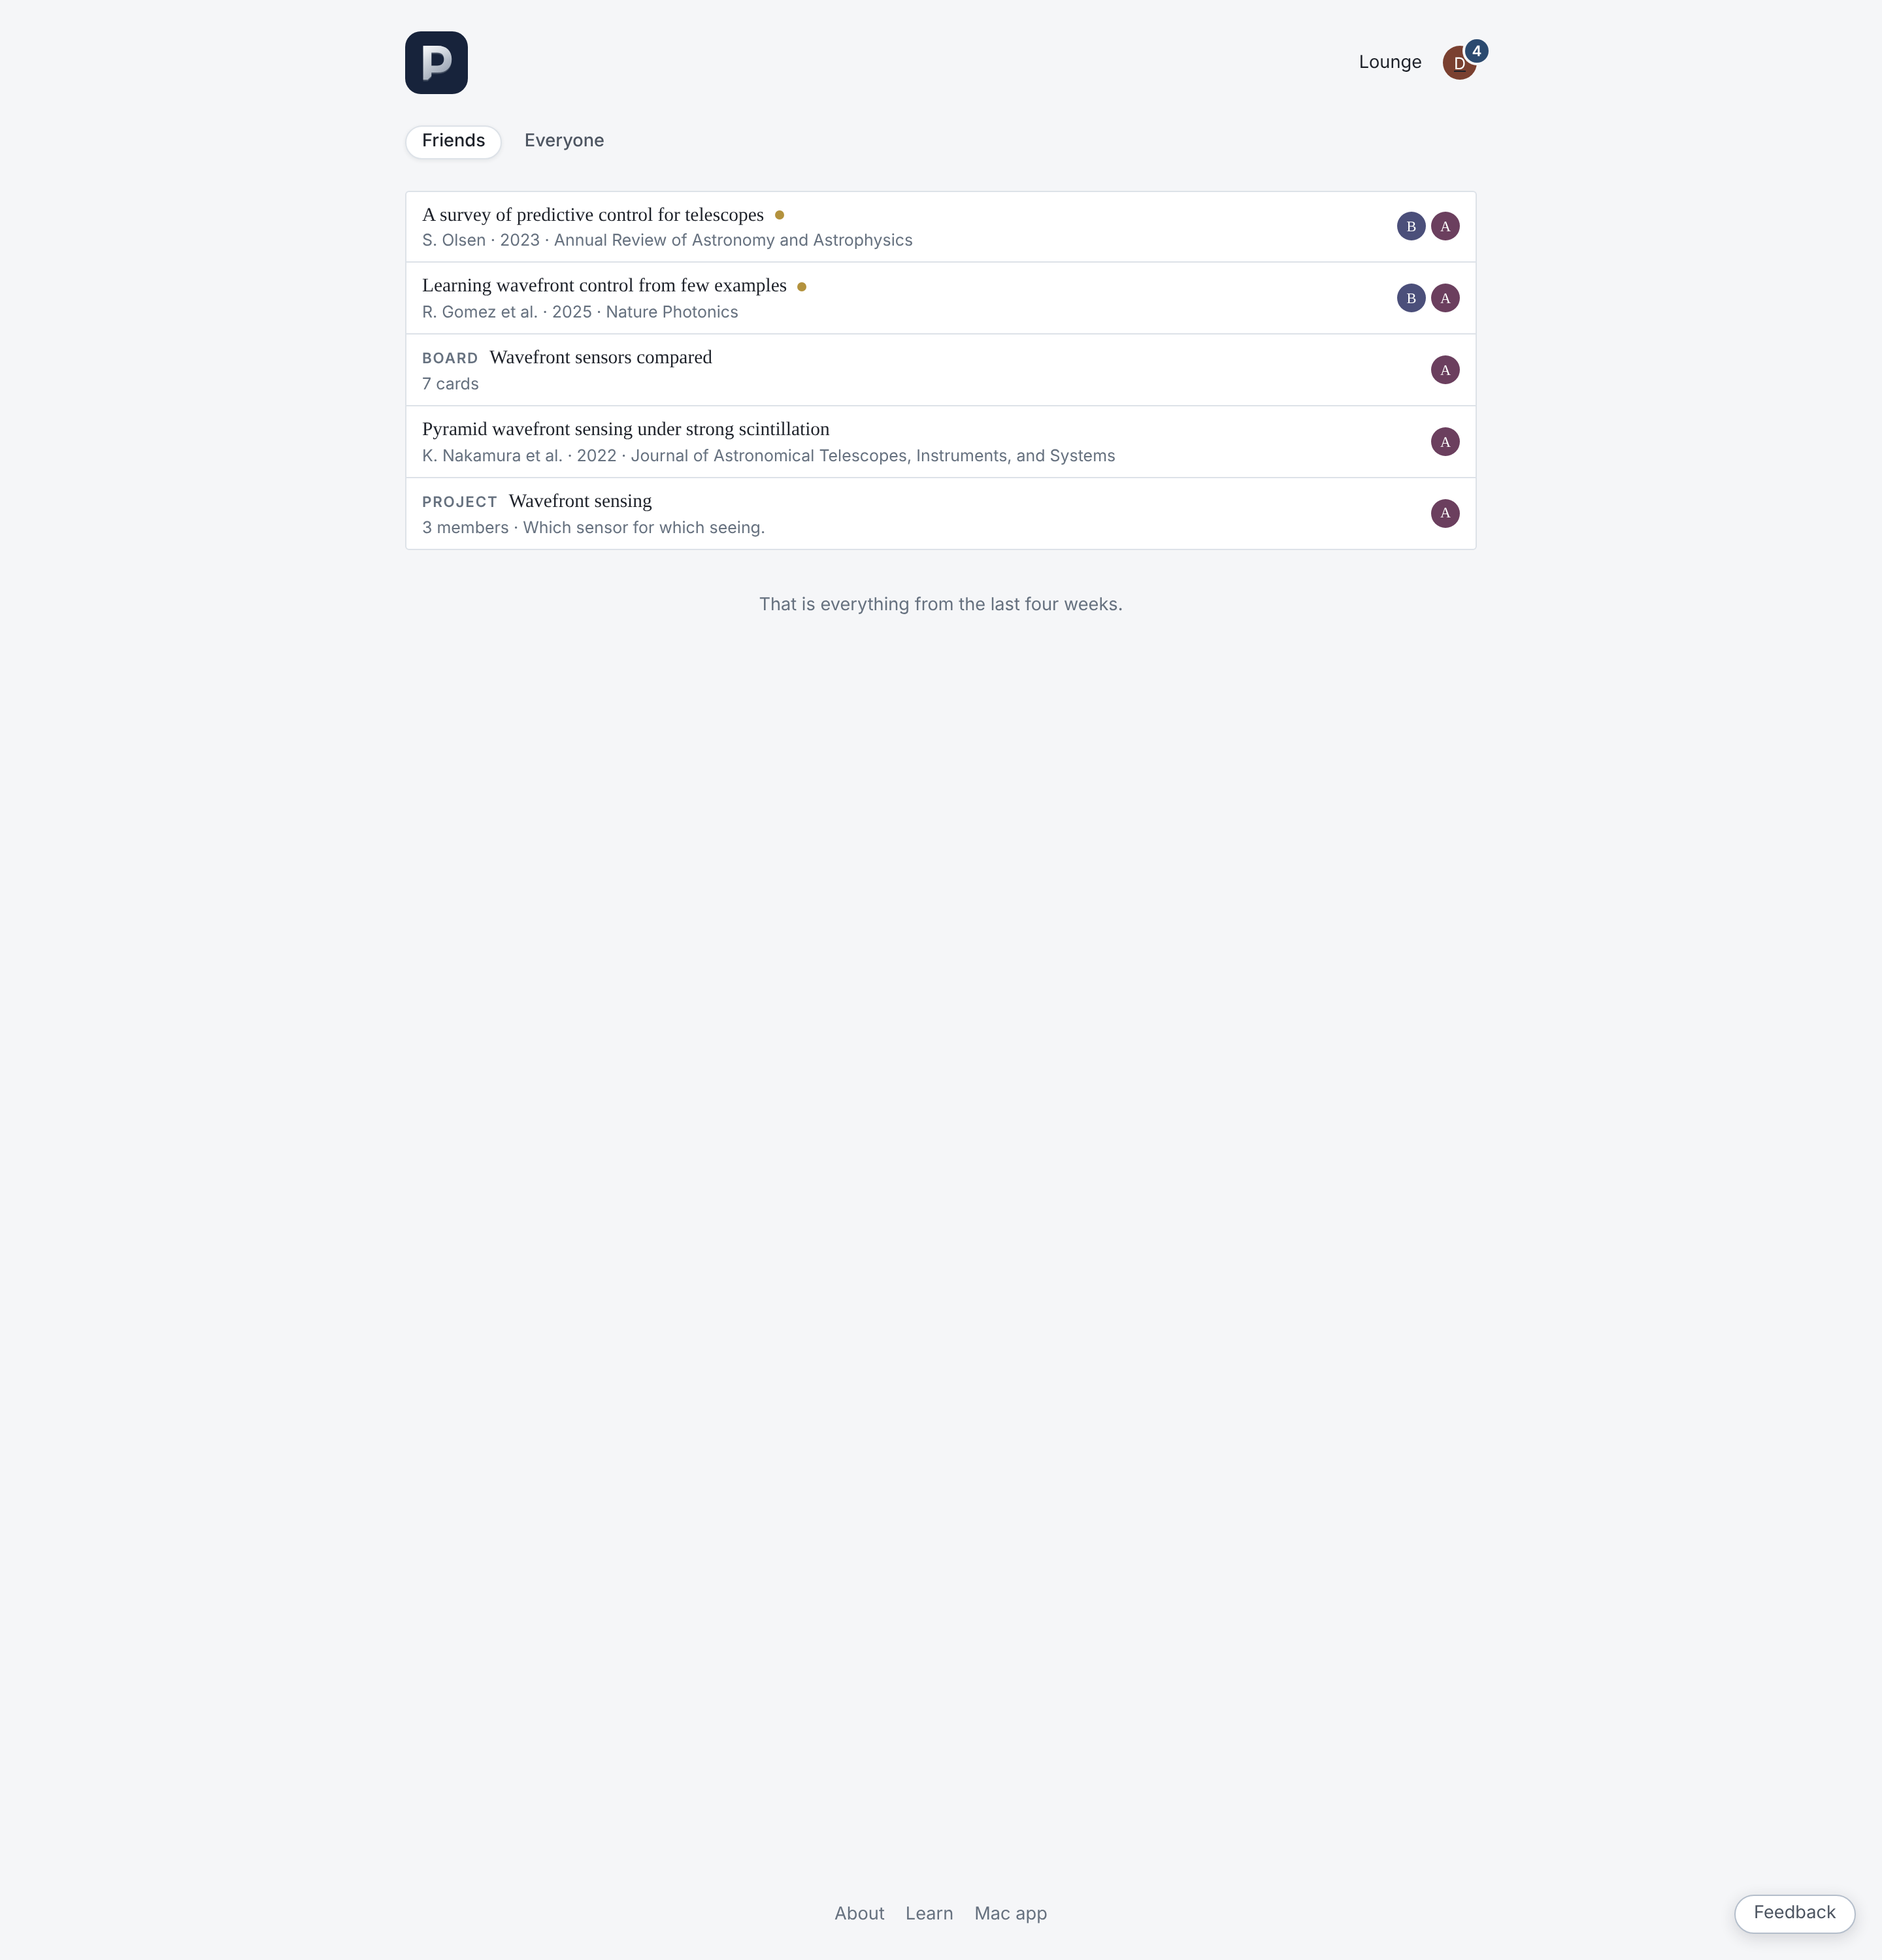 P
Lounge
D
4
Friends
Everyone
A survey of predictive control for telescopes
S. Olsen · 2023 · Annual Review of Astronomy and Astrophysics
B A
Learning wavefront control from few examples
R. Gomez et al. · 2025 · Nature Photonics
B A
BOARD Wavefront sensors compared
7 cards
A
Pyramid wavefront sensing under strong scintillation
K. Nakamura et al. · 2022 · Journal of Astronomical Telescopes, Instruments, and Systems
A
PROJECT Wavefront sensing
3 members · Which sensor for which seeing.
A
That is everything from the last four weeks.
About Learn Mac app
Feedback